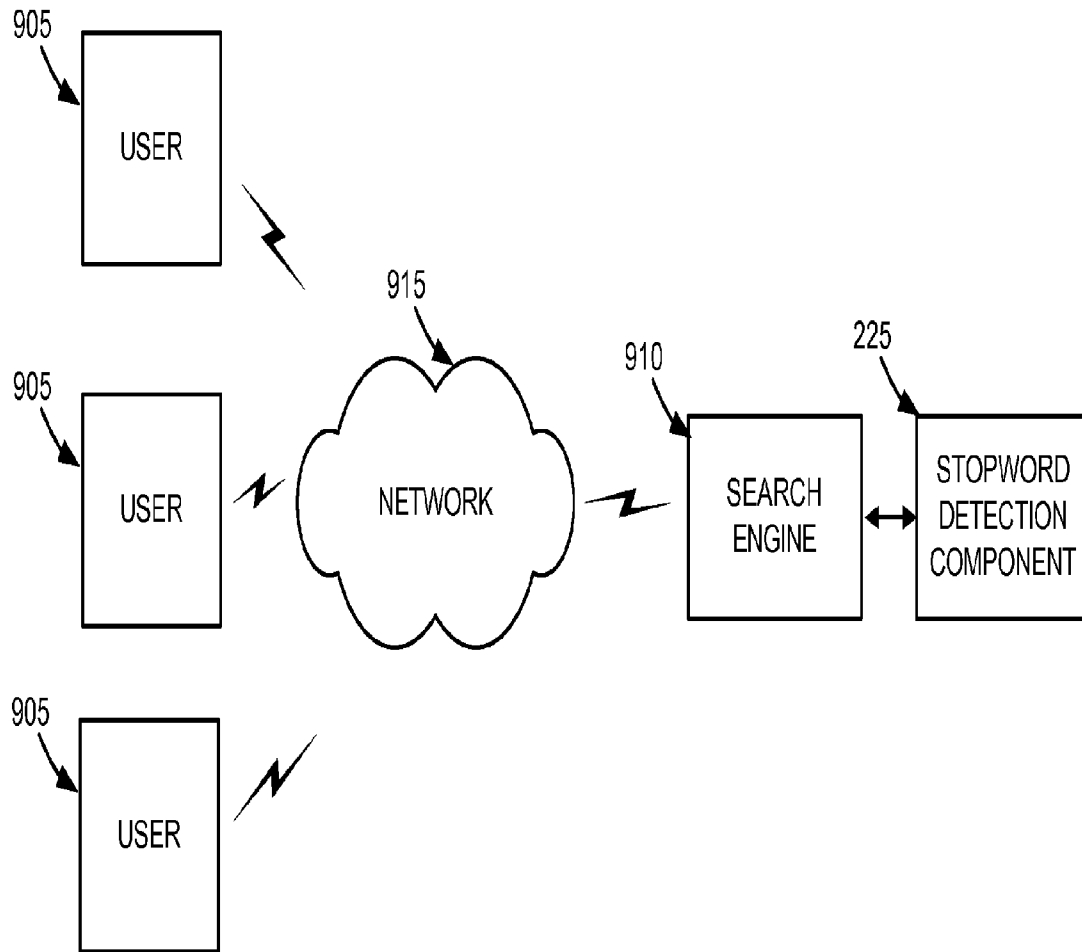 905
USER
915
905
USER
NETWORK
910
225
SEARCH
ENGINE
STOPWORD
DETECTION
COMPONENT
905
USER